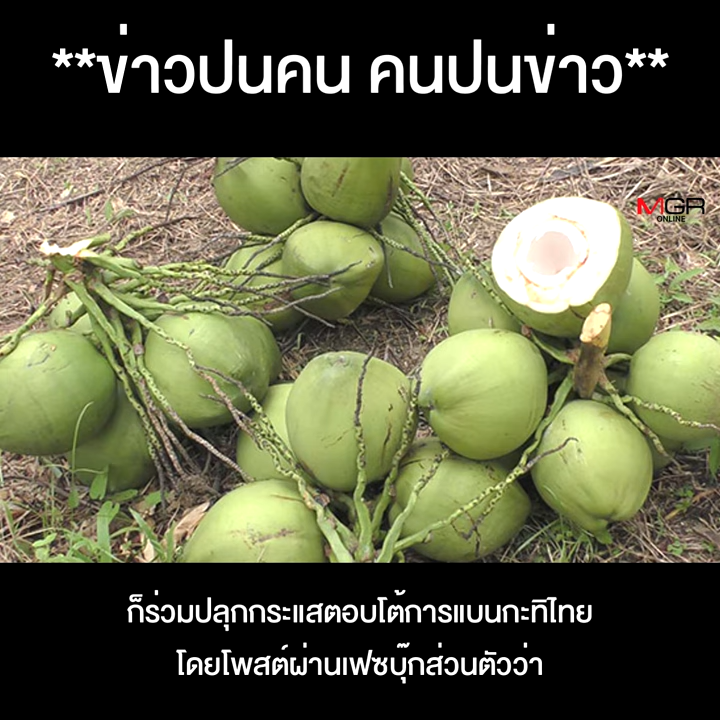 **ข่าวปนคน คนปนข่าว**
MGR
ONLINE
ก็ร่วมปลุกกระแสตอบโต้การแบนกะทิไทย
โดยโพสต์ผ่านเฟซบุ๊กส่วนตัวว่า